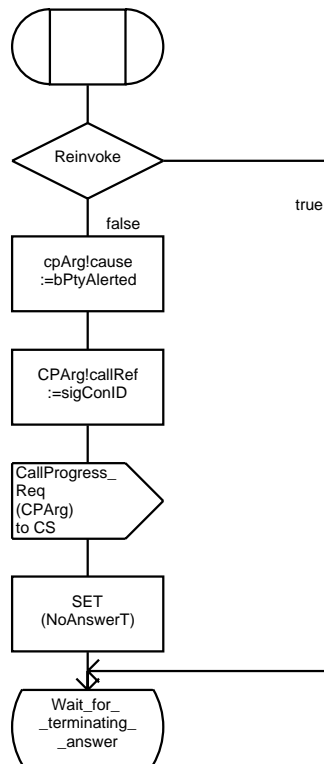 Reinvoke
true
false
cpArg!cause
:=bPtyAlerted
CPArg!callRef
:=sigConID
CallProgress_
Req
(CPArg)
to CS
SET
(NoAnswerT)
Wait_for_
_terminating_
_answer